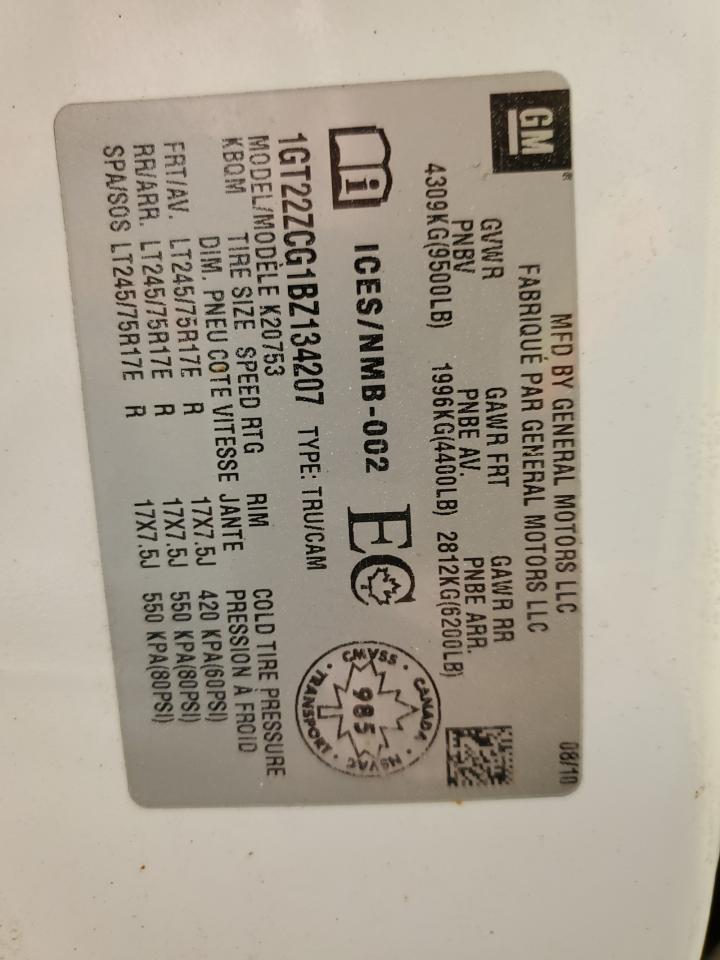 GM
MFD BY GENERAL MOTORS LLC
08/10
FABRIQUÉ PAR GENERAL MOTORS LLC
GVWR GAWR FRT GAWR RR
PNBV PNBE AV. PNBE ARR.
4309KG(9500LB) 1996KG(4400LB) 2812KG(6200LB)
i ICES/NMB-002 EC
CANADA
CMVSS
985
NSVAC
TRANSPORT
1GT22ZCG1BZ134207 TYPE: TRU/CAM
MODEL/MODÈLE K20753
KBQM TIRE SIZE SPEED RTG RIM COLD TIRE PRESSURE
DIM. PNEU COTE VITESSE JANTE PRESSION À FROID
FRT/AV. LT245/75R17E R 17X7.5J 420 KPA(60PSI)
RR/ARR. LT245/75R17E R 17X7.5J 550 KPA(80PSI)
SPA/SOS LT245/75R17E R 17X7.5J 550 KPA(80PSI)